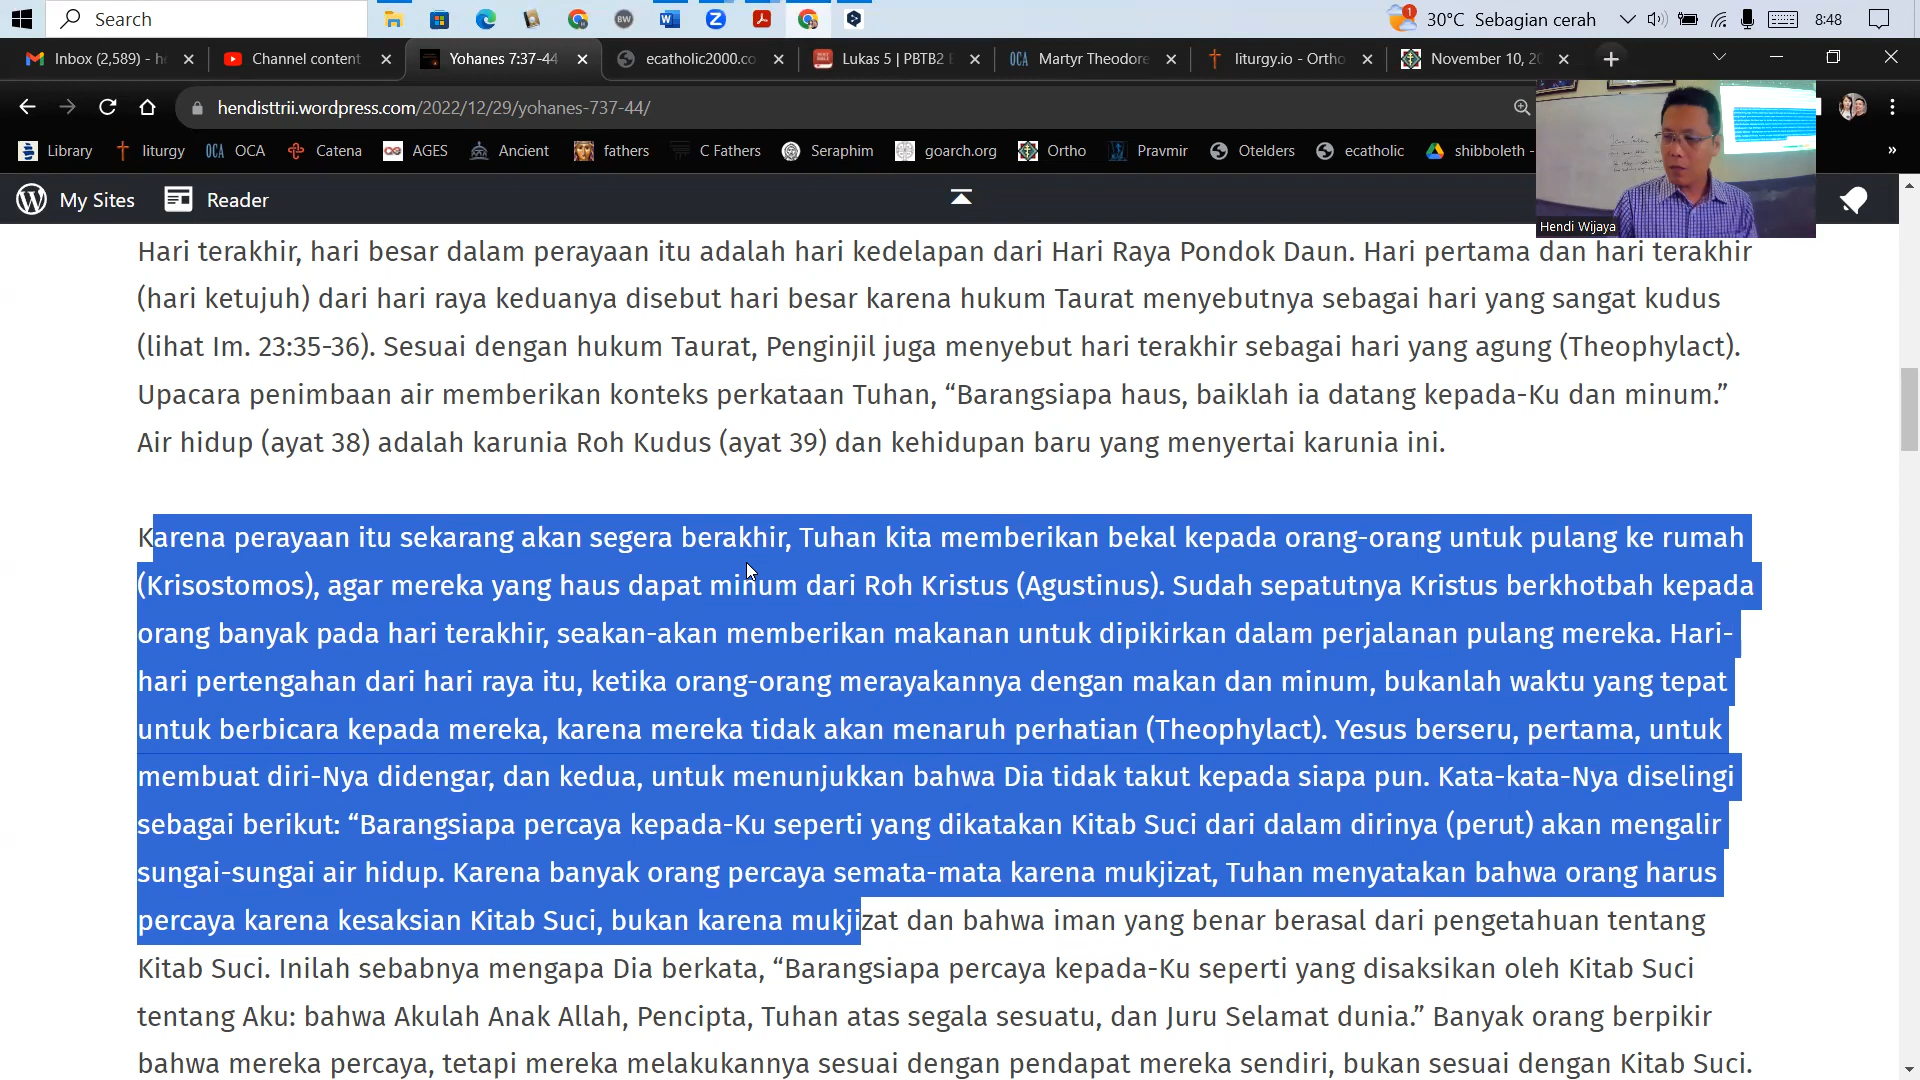 Search
30°C Sebagian cerah
8:48
Inbox (2,589) - he
Channel content
Yohanes 7:37-44
ecatholic2000.co
Lukas 5 | PBTB2
OCA Martyr Theodore
liturgy.io - Ortho
November 10, 20
hendisttrii.wordpress.com/2022/12/29/yohanes-737-44/
Library
liturgy
OCA OCA
Catena
AGES
Ancient
fathers
C Fathers
Seraphim
goarch.org
Ortho
Pravmir
Otelders
ecatholic
shibboleth -
»
My Sites
Reader
Hendi Wijaya
Hari terakhir, hari besar dalam perayaan itu adalah hari kedelapan dari Hari Raya Pondok Daun. Hari pertama dan hari terakhir
(hari ketujuh) dari hari raya keduanya disebut hari besar karena hukum Taurat menyebutnya sebagai hari yang sangat kudus
(lihat Im. 23:35-36). Sesuai dengan hukum Taurat, Penginjil juga menyebut hari terakhir sebagai hari yang agung (Theophylact).
Upacara penimbaan air memberikan konteks perkataan Tuhan, “Barangsiapa haus, baiklah ia datang kepada-Ku dan minum.”
Air hidup (ayat 38) adalah karunia Roh Kudus (ayat 39) dan kehidupan baru yang menyertai karunia ini.
Karena perayaan itu sekarang akan segera berakhir, Tuhan kita memberikan bekal kepada orang-orang untuk pulang ke rumah
(Krisostomos), agar mereka yang haus dapat minum dari Roh Kristus (Agustinus). Sudah sepatutnya Kristus berkhotbah kepada
orang banyak pada hari terakhir, seakan-akan memberikan makanan untuk dipikirkan dalam perjalanan pulang mereka. Hari-
hari pertengahan dari hari raya itu, ketika orang-orang merayakannya dengan makan dan minum, bukanlah waktu yang tepat
untuk berbicara kepada mereka, karena mereka tidak akan menaruh perhatian (Theophylact). Yesus berseru, pertama, untuk
membuat diri-Nya didengar, dan kedua, untuk menunjukkan bahwa Dia tidak takut kepada siapa pun. Kata-kata-Nya diselingi
sebagai berikut: “Barangsiapa percaya kepada-Ku seperti yang dikatakan Kitab Suci dari dalam dirinya (perut) akan mengalir
sungai-sungai air hidup. Karena banyak orang percaya semata-mata karena mukjizat, Tuhan menyatakan bahwa orang harus
percaya karena kesaksian Kitab Suci, bukan karena mukjizat dan bahwa iman yang benar berasal dari pengetahuan tentang
Kitab Suci. Inilah sebabnya mengapa Dia berkata, “Barangsiapa percaya kepada-Ku seperti yang disaksikan oleh Kitab Suci
tentang Aku: bahwa Akulah Anak Allah, Pencipta, Tuhan atas segala sesuatu, dan Juru Selamat dunia.” Banyak orang berpikir
bahwa mereka percaya, tetapi mereka melakukannya sesuai dengan pendapat mereka sendiri, bukan sesuai dengan Kitab Suci.